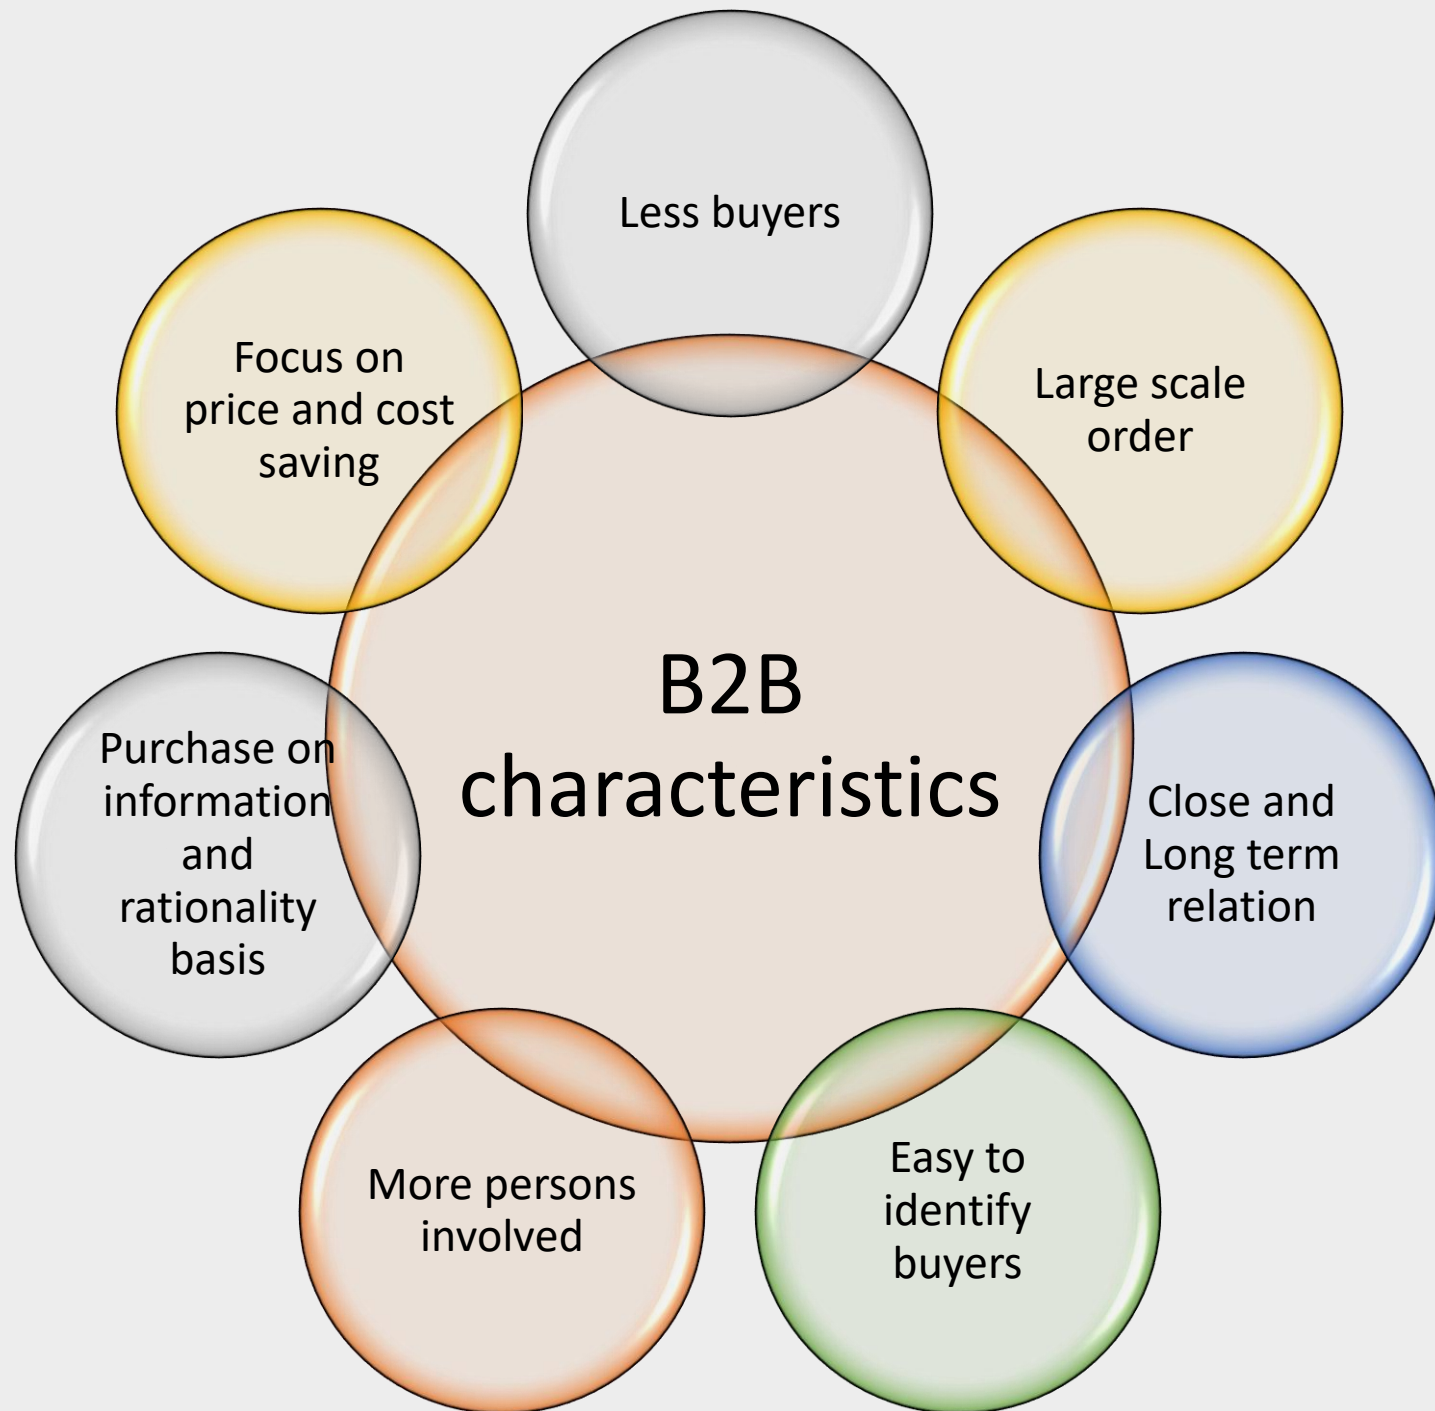 Less buyers
Large scale
order
Close and
Long term
relation
Easy to
identify
buyers
More persons
involved
Purchase on
information
and
rationality
basis
Focus on
price and cost
saving
B2B
characteristics